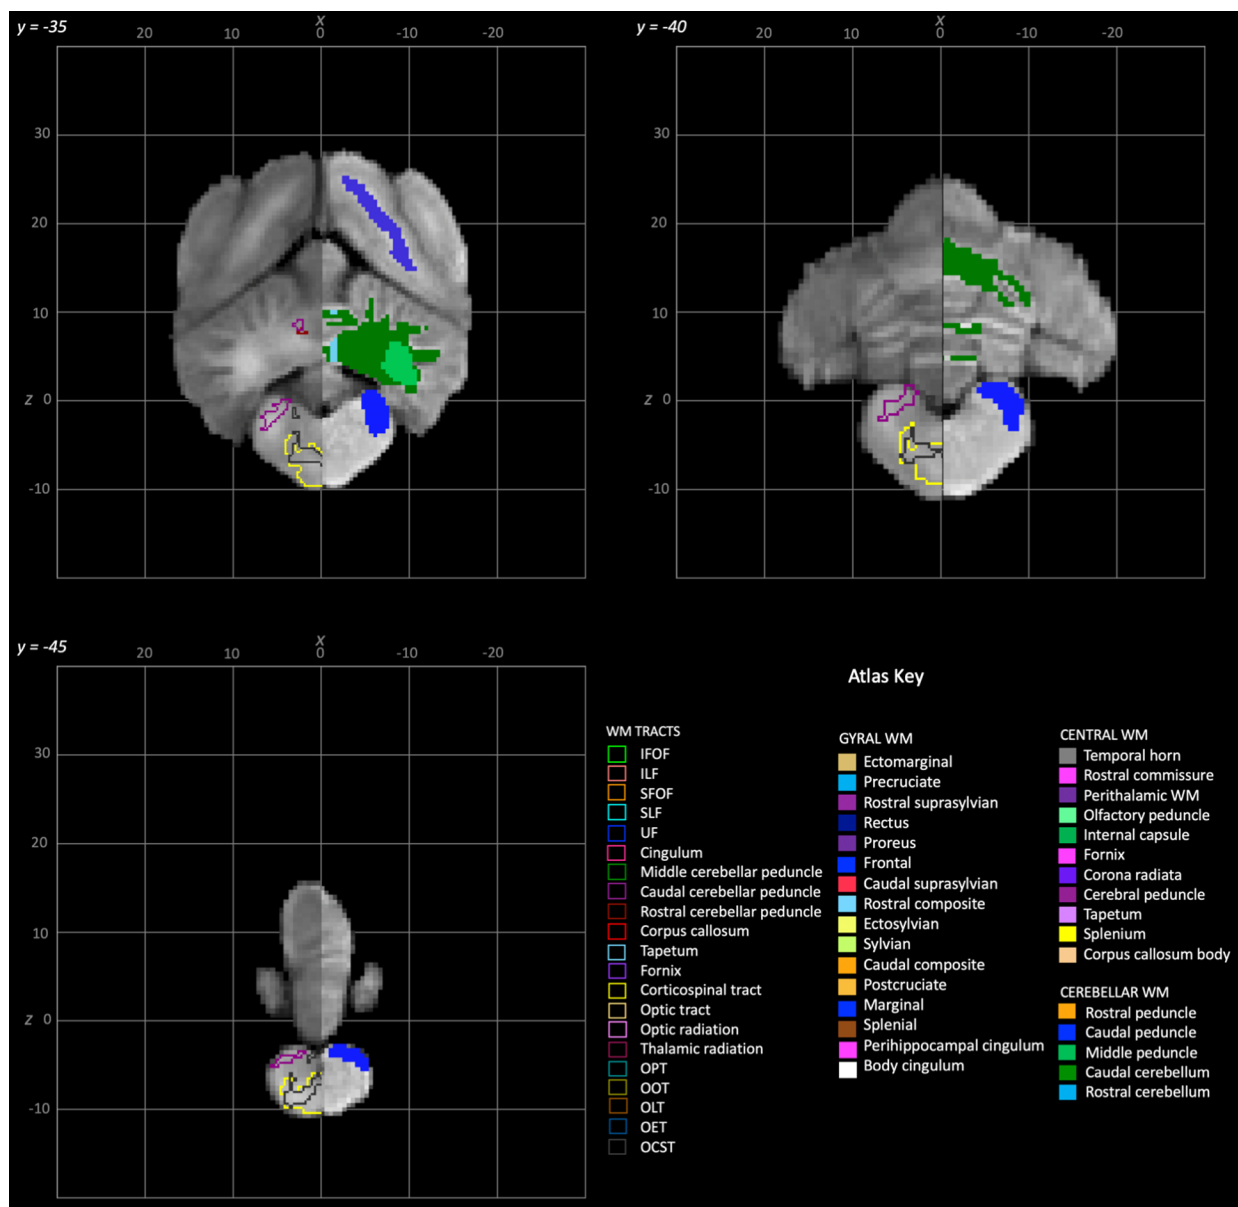 y = -35
X
20 10 0 -10 -20
30
20
10
z 0
-10
y = -40
X
20 10 0 -10 -20
30
20
10
z 0
-10
y = -45
X
20 10 0 -10 -20
30
20
10
z 0
-10
Atlas Key
WM TRACTS
IFOF
ILF
SFOF
SLF
UF
Cingulum
Middle cerebellar peduncle
Caudal cerebellar peduncle
Rostral cerebellar peduncle
Corpus callosum
Tapetum
Fornix
Corticospinal tract
Optic tract
Optic radiation
Thalamic radiation
OPT
OOT
OLT
OET
OCST
GYRAL WM
Ectomarginal
Precruciate
Rostral suprasylvian
Rectus
Proreus
Frontal
Caudal suprasylvian
Rostral composite
Ectosylvian
Sylvian
Caudal composite
Postcruciate
Marginal
Splenial
Perihippocampal cingulum
Body cingulum
CENTRAL WM
Temporal horn
Rostral commissure
Perithalamic WM
Olfactory peduncle
Internal capsule
Fornix
Corona radiata
Cerebral peduncle
Tapetum
Splenium
Corpus callosum body
CEREBELLAR WM
Rostral peduncle
Caudal peduncle
Middle peduncle
Caudal cerebellum
Rostral cerebellum